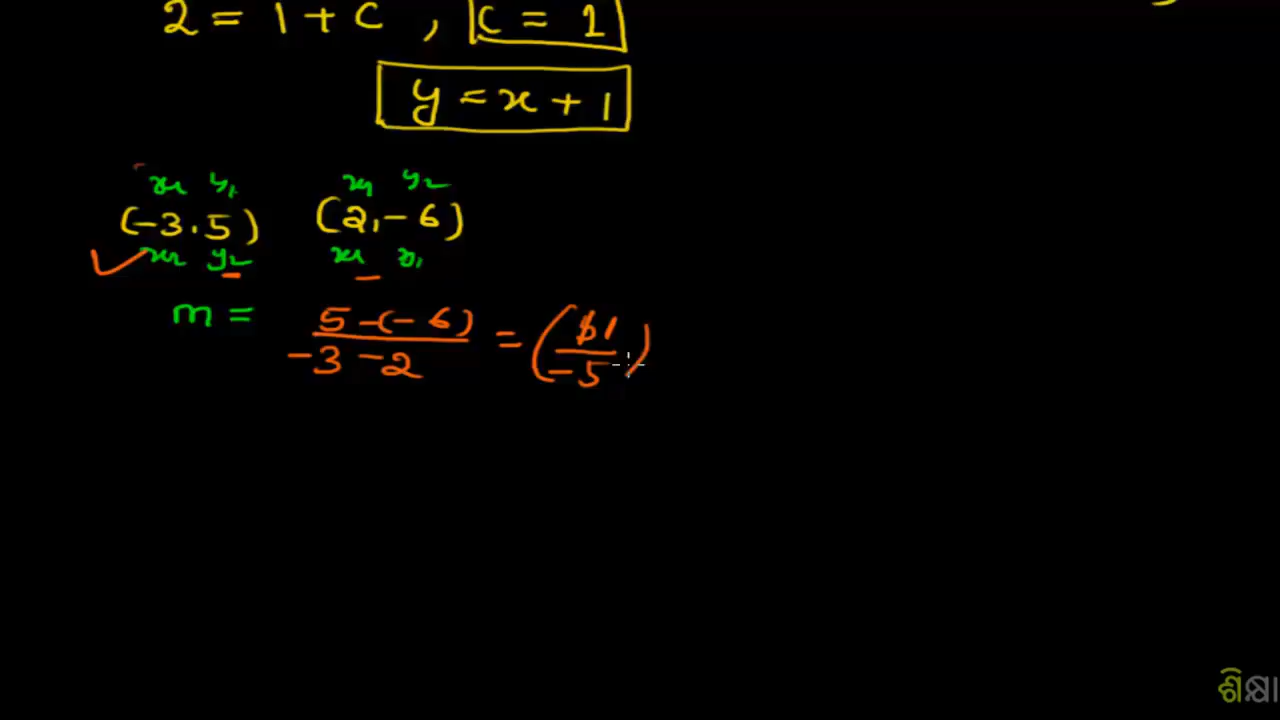 2 = 1 + C , C = 1
y = x + 1
x1 y1 x1 y2
(-3, 5) (2, -6)
x2 y2 x1 y1
m = 5 -(- 6) / -3 -2 = (11 / -5)
ଶିକ୍ଷା